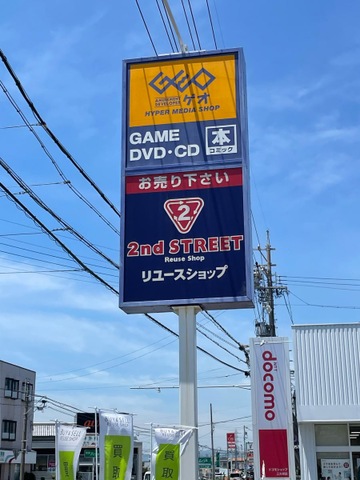 GEO
AMUSEMENT DEVELOPER ゲオ
HYPER MEDIA SHOP
GAME
DVD・CD
本
コミック
お売り下さい
2
2nd STREET
Reuse Shop
リユースショップ
docomo
買取
買取